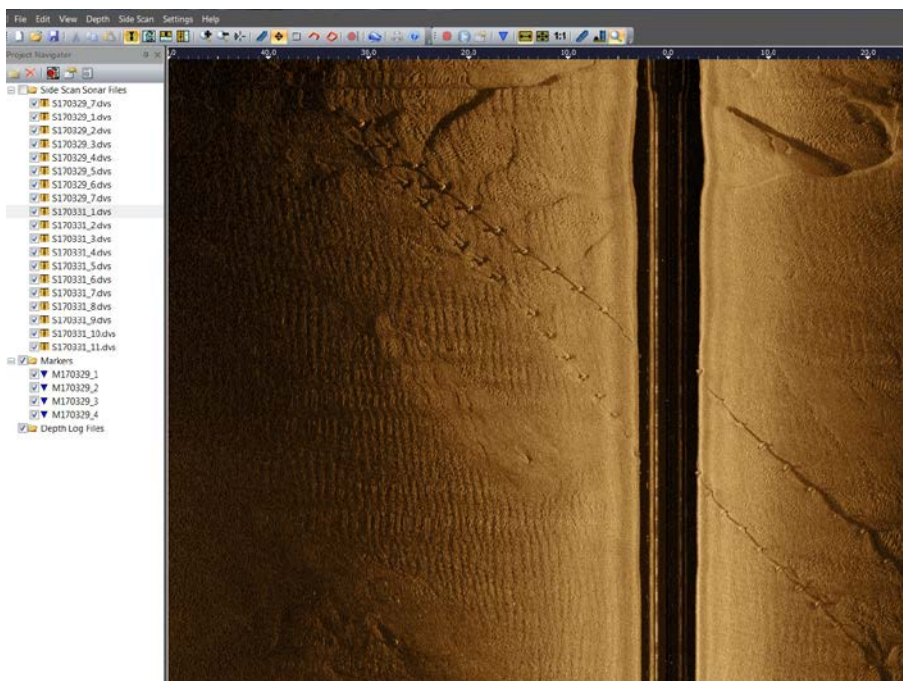 File Edit View Depth Side Scan Settings Help
1:1
Project Navigator
40,0 38,0 20,0 10,0 0,0 10,0 20,0
Side Scan Sonar Files
S170329_7.dvs
S170329_1.dvs
S170329_2.dvs
S170329_3.dvs
S170329_4.dvs
S170329_5.dvs
S170329_6.dvs
S170329_7.dvs
S170331_1.dvs
S170331_2.dvs
S170331_3.dvs
S170331_4.dvs
S170331_5.dvs
S170331_6.dvs
S170331_7.dvs
S170331_8.dvs
S170331_9.dvs
S170331_10.dvs
S170331_11.dvs
Markers
M170329_1
M170329_2
M170329_3
M170329_4
Depth Log Files